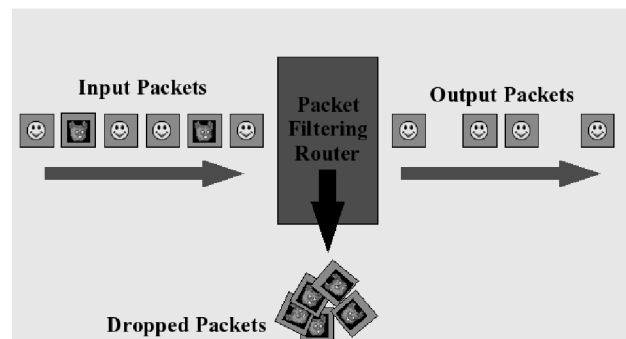 Input Packets
Packet
Filtering
Router
Output Packets
Dropped Packets